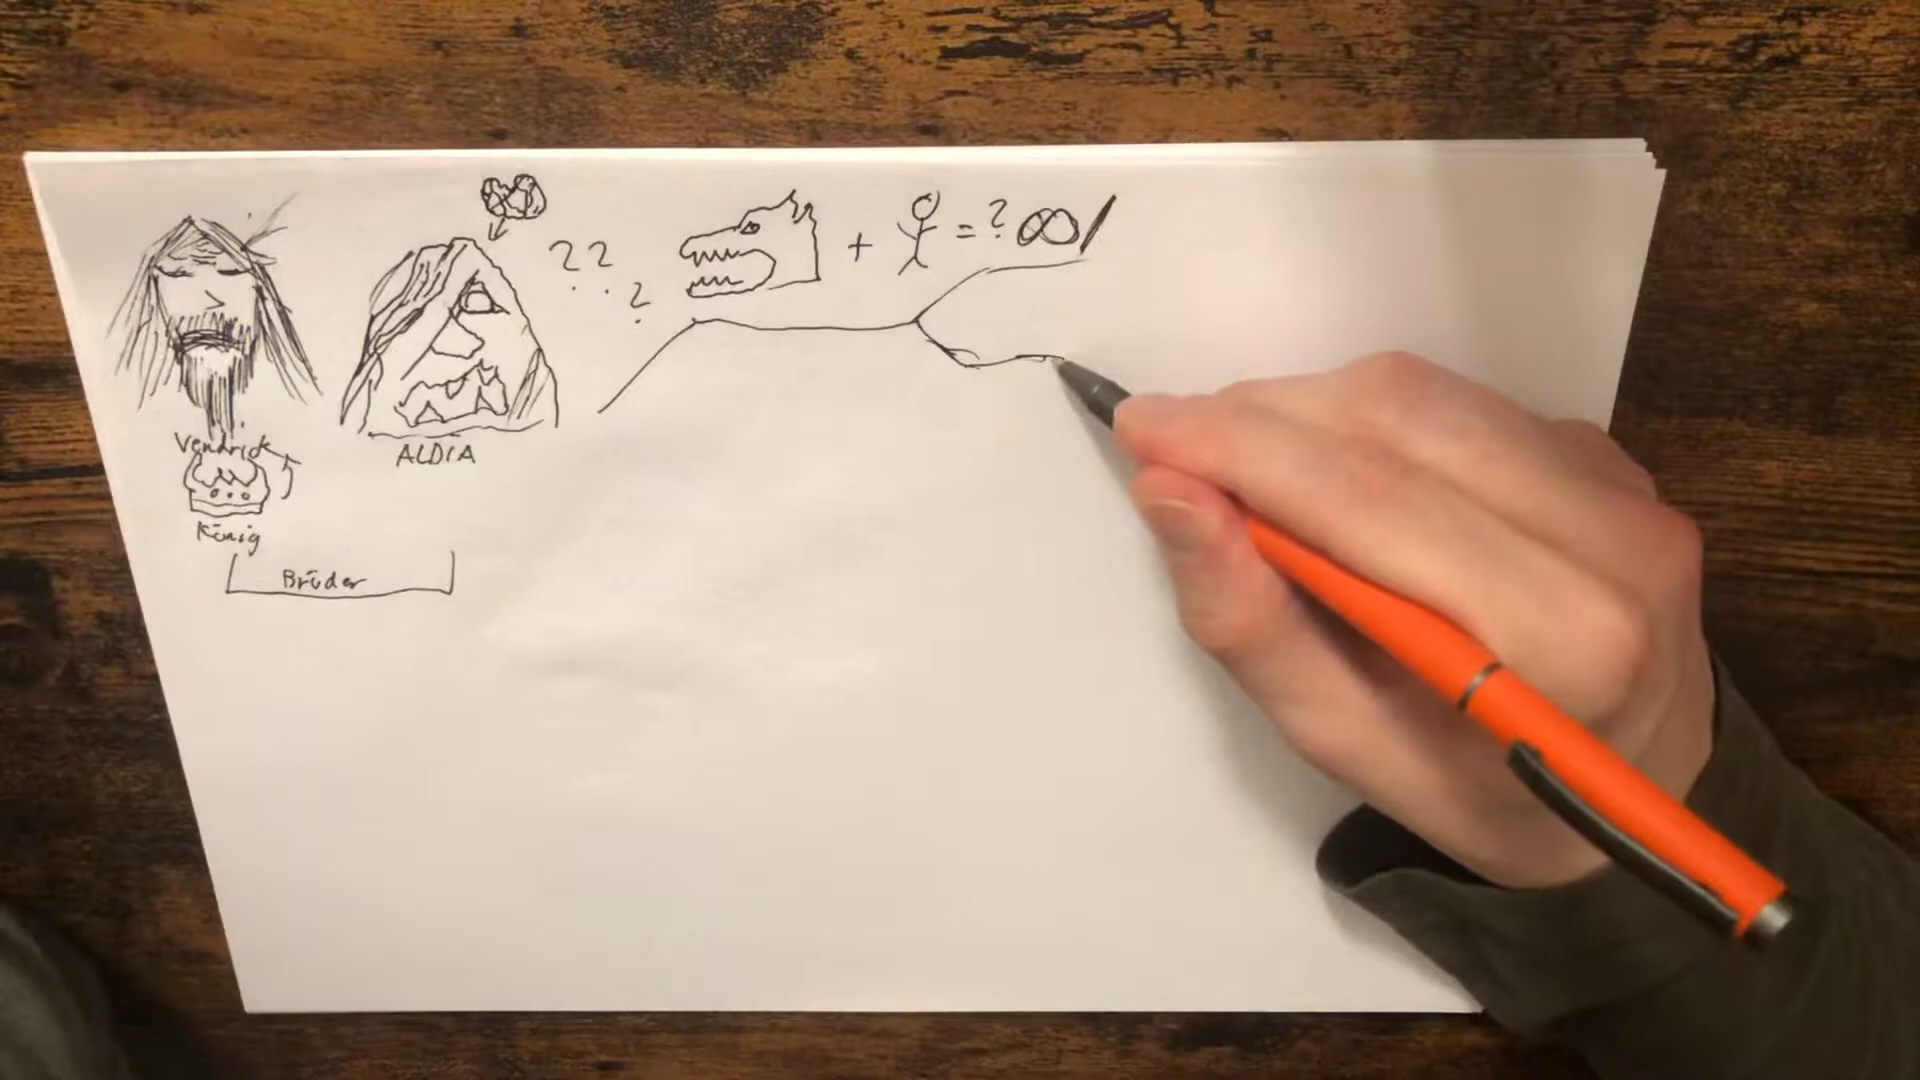 ?? ? + = ? ∞/
Vendrick
ALDIA
König
Brüder